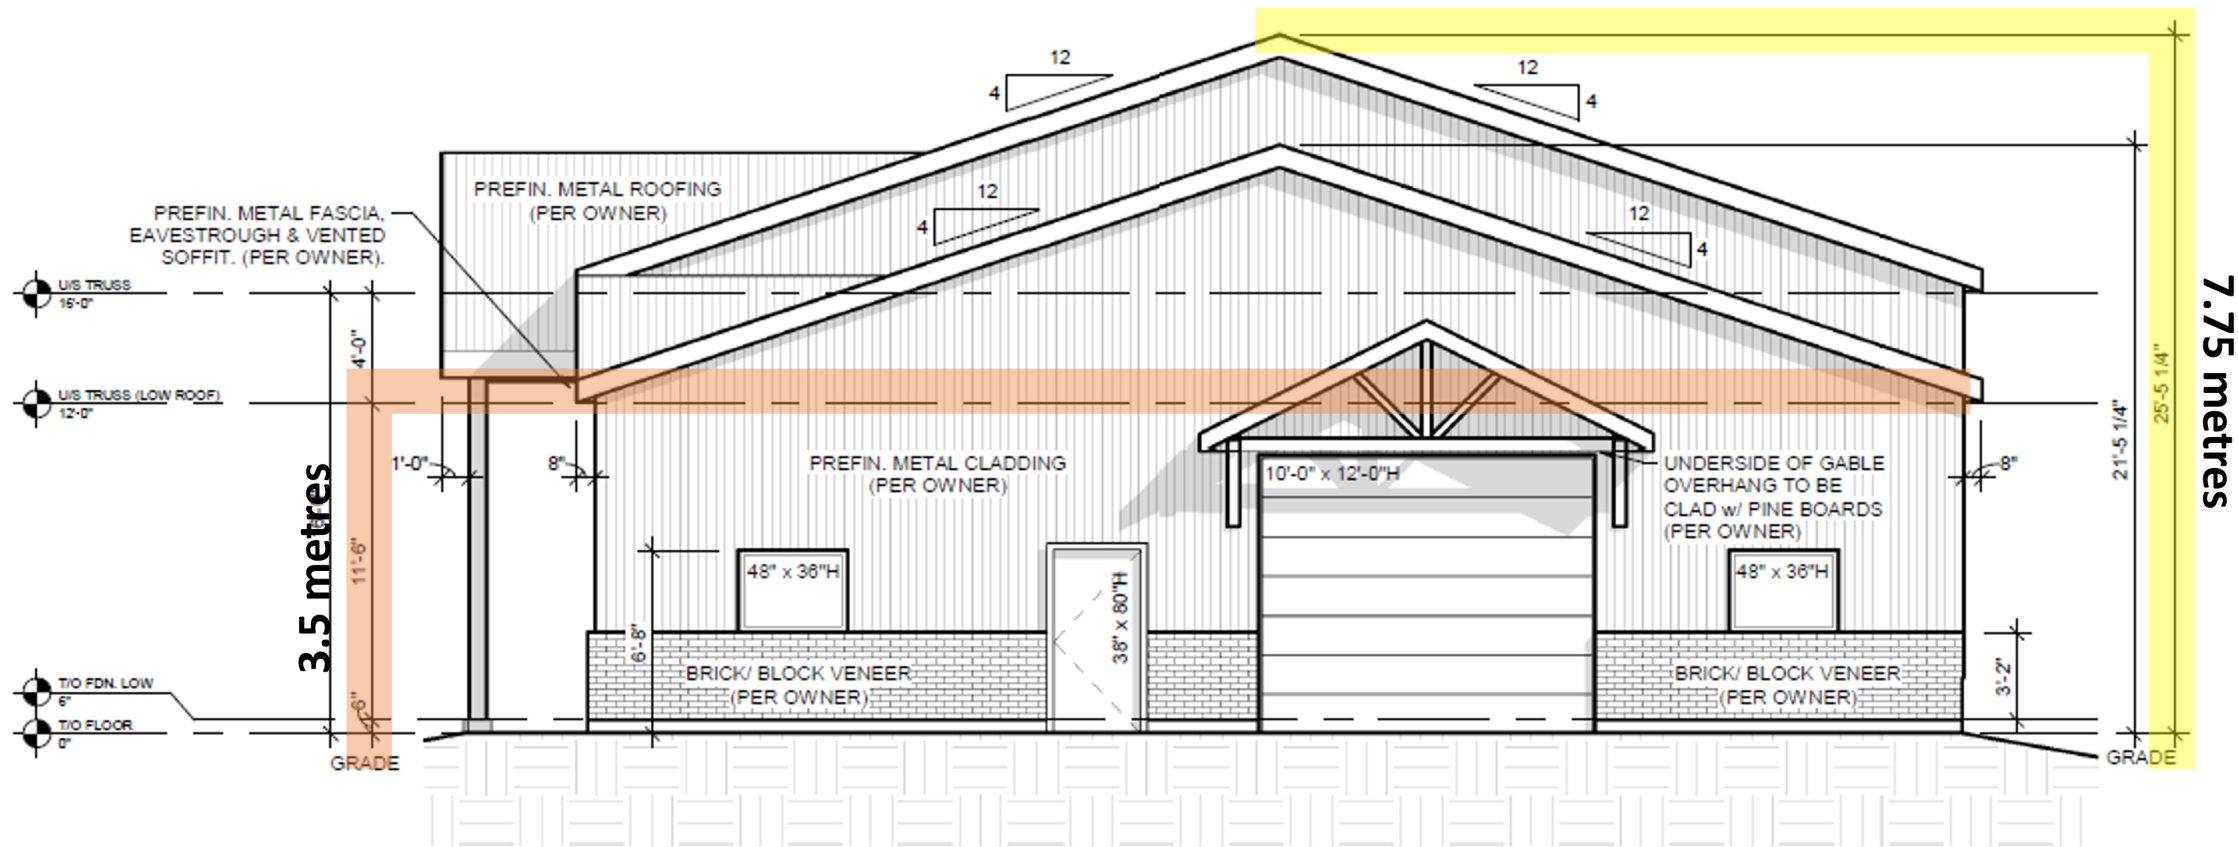 12
4
12
4
PREFIN. METAL ROOFING
(PER OWNER)
12
4
12
4
PREFIN. METAL FASCIA,
EAVESTROUGH & VENTED
SOFFIT. (PER OWNER).
U/S TRUSS
16'-0"
4'-0"
U/S TRUSS (LOW ROOF)
12'-0"
7.75 metres
25'-5 1/4"
21'-5 1/4"
1'-0"
8"
PREFIN. METAL CLADDING
(PER OWNER)
10'-0" x 12'-0"H
UNDERSIDE OF GABLE
OVERHANG TO BE
CLAD w/ PINE BOARDS
(PER OWNER)
8"
3.5 metres
11'-6"
48" x 36"H
38" x 80"H
48" x 36"H
6'-8"
BRICK/ BLOCK VENEER
(PER OWNER)
BRICK/ BLOCK VENEER
(PER OWNER)
3'-2"
T/O FDN. LOW
6"
6"
T/O FLOOR
0"
GRADE
GRADE